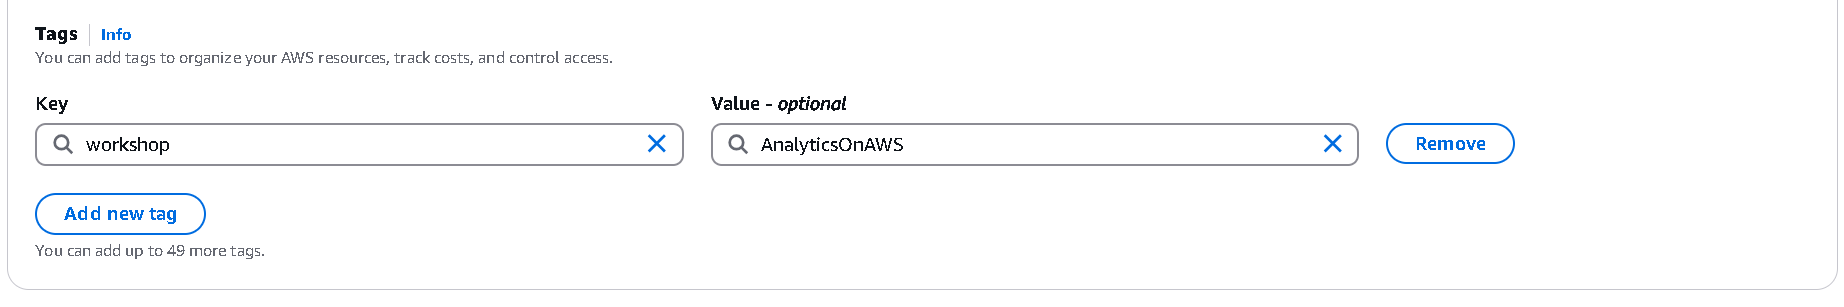 Tags Info
You can add tags to organize your AWS resources, track costs, and control access.
Key Value - optional
workshop AnalyticsOnAWS Remove
Add new tag
You can add up to 49 more tags.